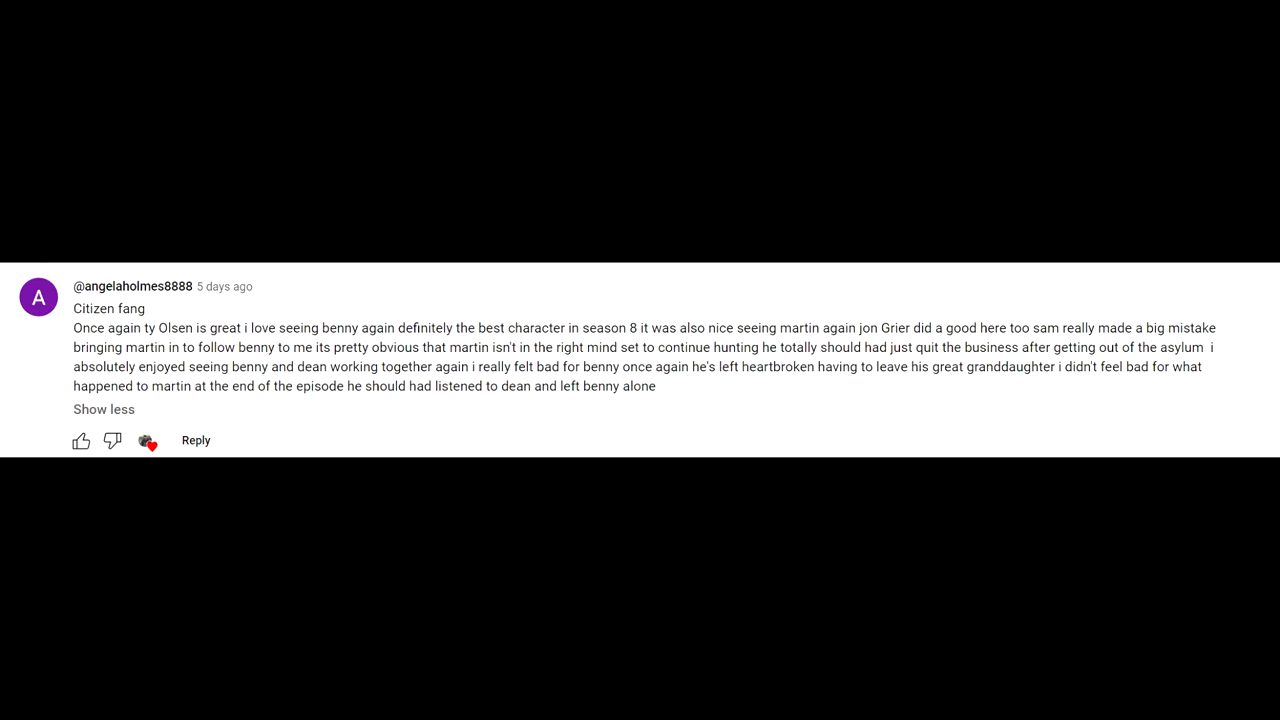 A
@angelaholmes8888 5 days ago
Citizen fang
Once again ty Olsen is great i love seeing benny again definitely the best character in season 8 it was also nice seeing martin again jon Grier did a good here too sam really made a big mistake
bringing martin in to follow benny to me its pretty obvious that martin isn't in the right mind set to continue hunting he totally should had just quit the business after getting out of the asylum  i
absolutely enjoyed seeing benny and dean working together again i really felt bad for benny once again he's left heartbroken having to leave his great granddaughter i didn't feel bad for what
happened to martin at the end of the episode he should had listened to dean and left benny alone
Show less
Reply